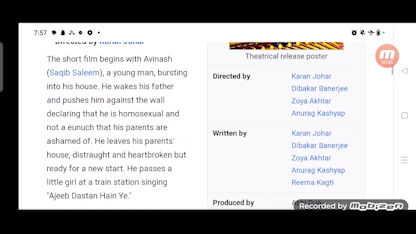 7:57
Directed by Karan Johar
The short film begins with Avinash
(Saqib Saleem), a young man, bursting
into his house. He wakes his father
and pushes him against the wall
declaring that he is homosexual and
not a eunuch that his parents are
ashamed of. He leaves his parents'
house, distraught and heartbroken but
ready for a new start. He passes a
little girl at a train station singing
"Ajeeb Dastan Hain Ye."
Theatrical release poster
Directed by
Karan Johar
Dibakar Banerjee
Zoya Akhtar
Anurag Kashyap
Written by
Karan Johar
Dibakar Banerjee
Zoya Akhtar
Anurag Kashyap
Reema Kagti
Produced by
Recorded by Mobizen